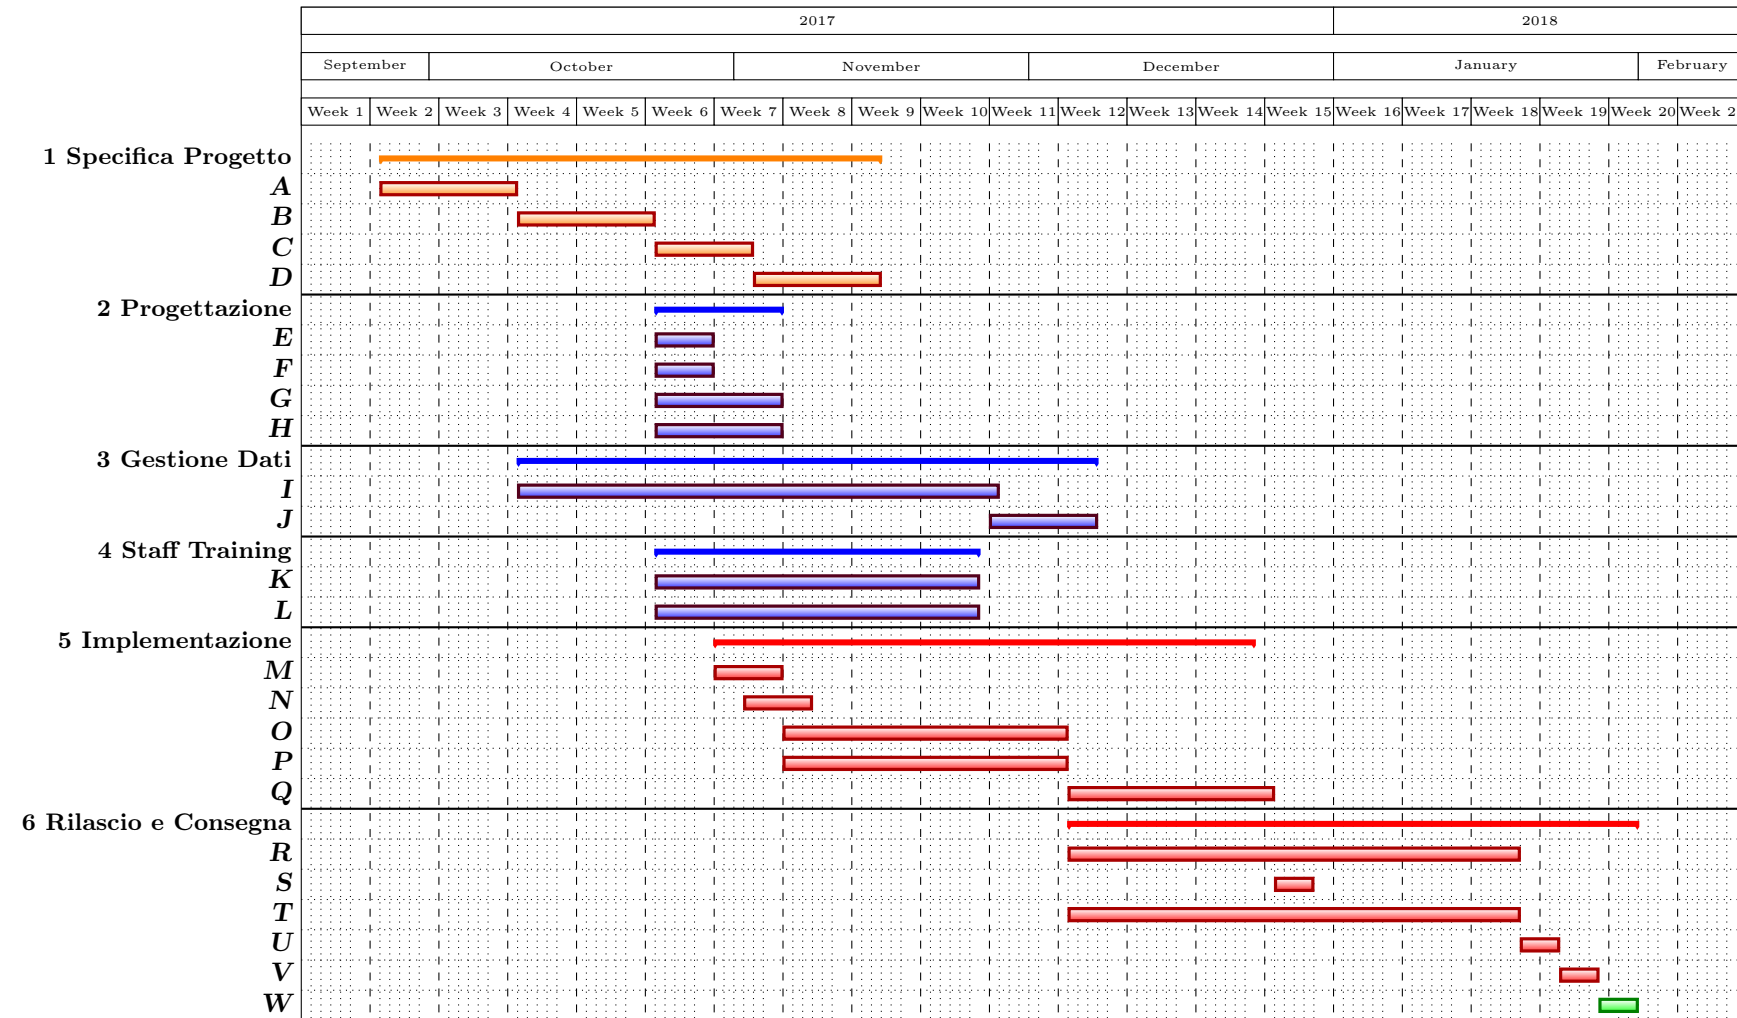 2017 2018
September October November December January February
Week 1 Week 2 Week 3 Week 4 Week 5 Week 6 Week 7 Week 8 Week 9 Week 10 Week 11 Week 12 Week 13 Week 14 Week 15 Week 16 Week 17 Week 18 Week 19 Week 20 Week 2
1 Specifica Progetto
A
B
C
D
2 Progettazione
E
F
G
H
3 Gestione Dati
I
J
4 Staff Training
K
L
5 Implementazione
M
N
O
P
Q
6 Rilascio e Consegna
R
S
T
U
V
W